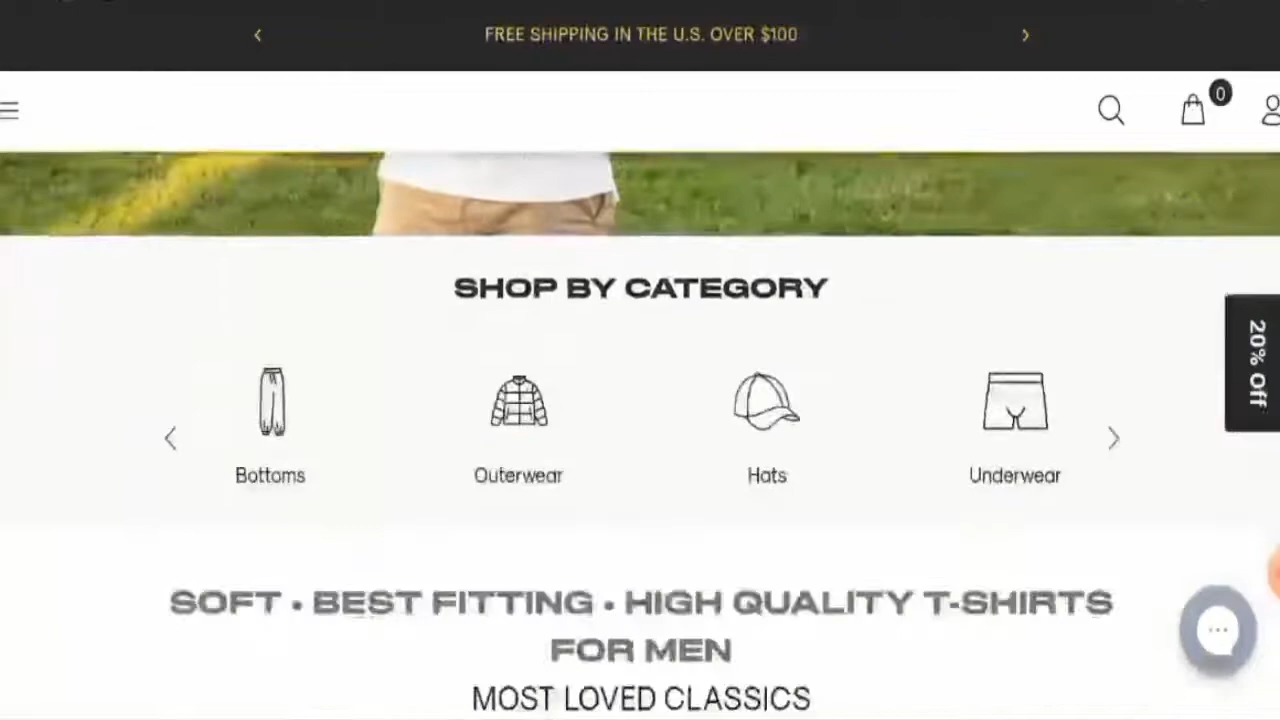 FREE SHIPPING IN THE U.S. OVER $100
0
SHOP BY CATEGORY
20% Off
Bottoms
Outerwear
Hats
Underwear
SOFT • BEST FITTING • HIGH QUALITY T-SHIRTS
FOR MEN
MOST LOVED CLASSICS